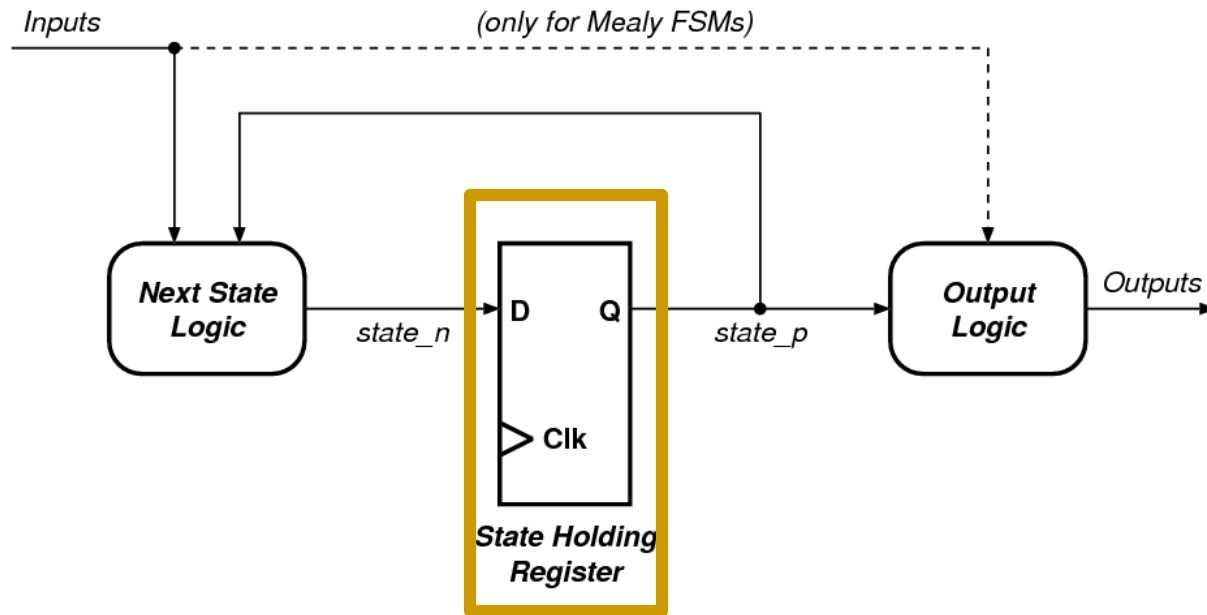 Inputs
(only for Mealy FSMs)
Next State
Logic
state_n
D
Q
Clk
State Holding
Register
state_p
Output
Logic
Outputs